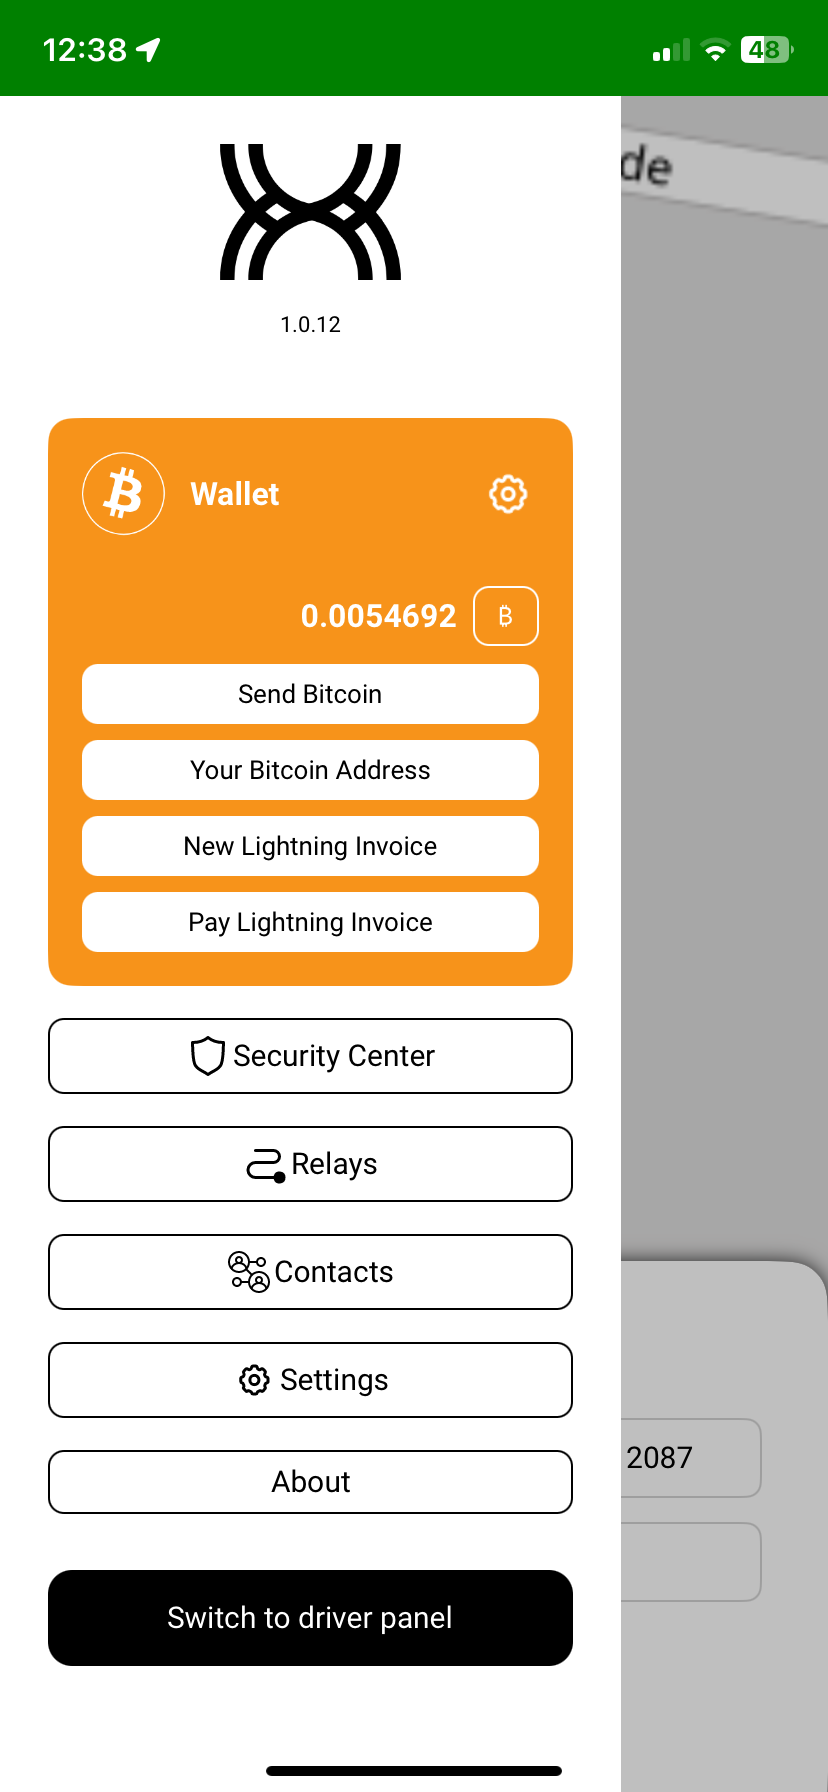 12:38
48
de
1.0.12
Wallet
0.0054692 ₿
Send Bitcoin
Your Bitcoin Address
New Lightning Invoice
Pay Lightning Invoice
Security Center
Relays
Contacts
Settings
2087
About
Switch to driver panel